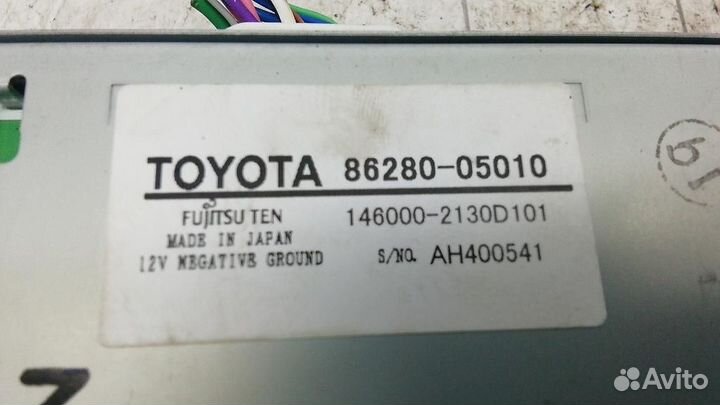 TOYOTA 86280-05010
FUJITSU TEN 146000-2130D101
MADE IN JAPAN
12V NEGATIVE GROUND S/NO. AH400541
Avito